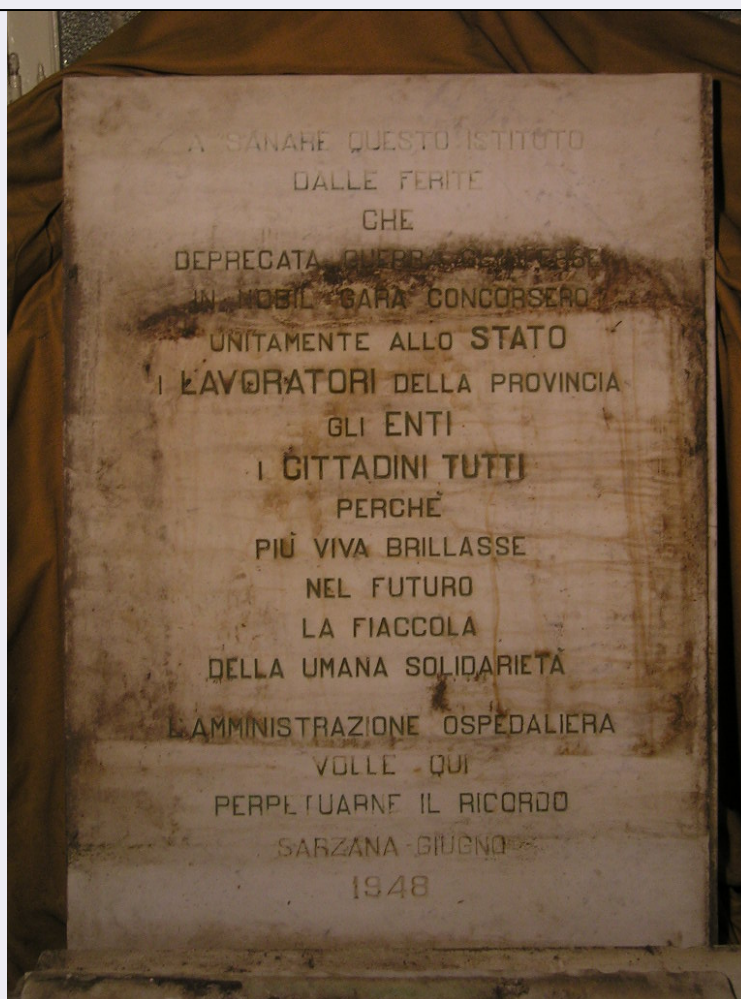 A SANARE QUESTO ISTITUTO
DALLE FERITE
CHE
DEPRECATA GUERRA
IN NOBIL GARA CONCORSERO
UNITAMENTE ALLO STATO
I LAVORATORI DELLA PROVINCIA
GLI ENTI
I CITTADINI TUTTI
PERCHÈ
PIÙ VIVA BRILLASSE
NEL FUTURO
LA FIACCOLA
DELLA UMANA SOLIDARIETÀ
L'AMMINISTRAZIONE OSPEDALIERA
VOLLE QUI
PERPETUARNE IL RICORDO
SARZANA GIUGNO
1948